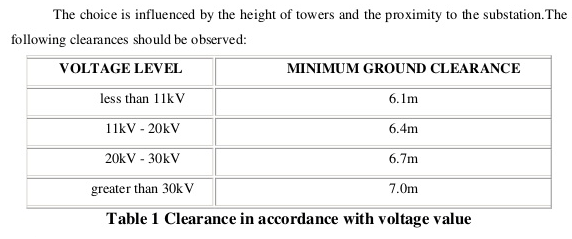 The choice is influenced by the height of towers and the proximity to the substation.The
following clearances should be observed:
VOLTAGE LEVEL MINIMUM GROUND CLEARANCE
less than 11kV 6.1m
11kV - 20kV 6.4m
20kV - 30kV 6.7m
greater than 30kV 7.0m
Table 1 Clearance in accordance with voltage value